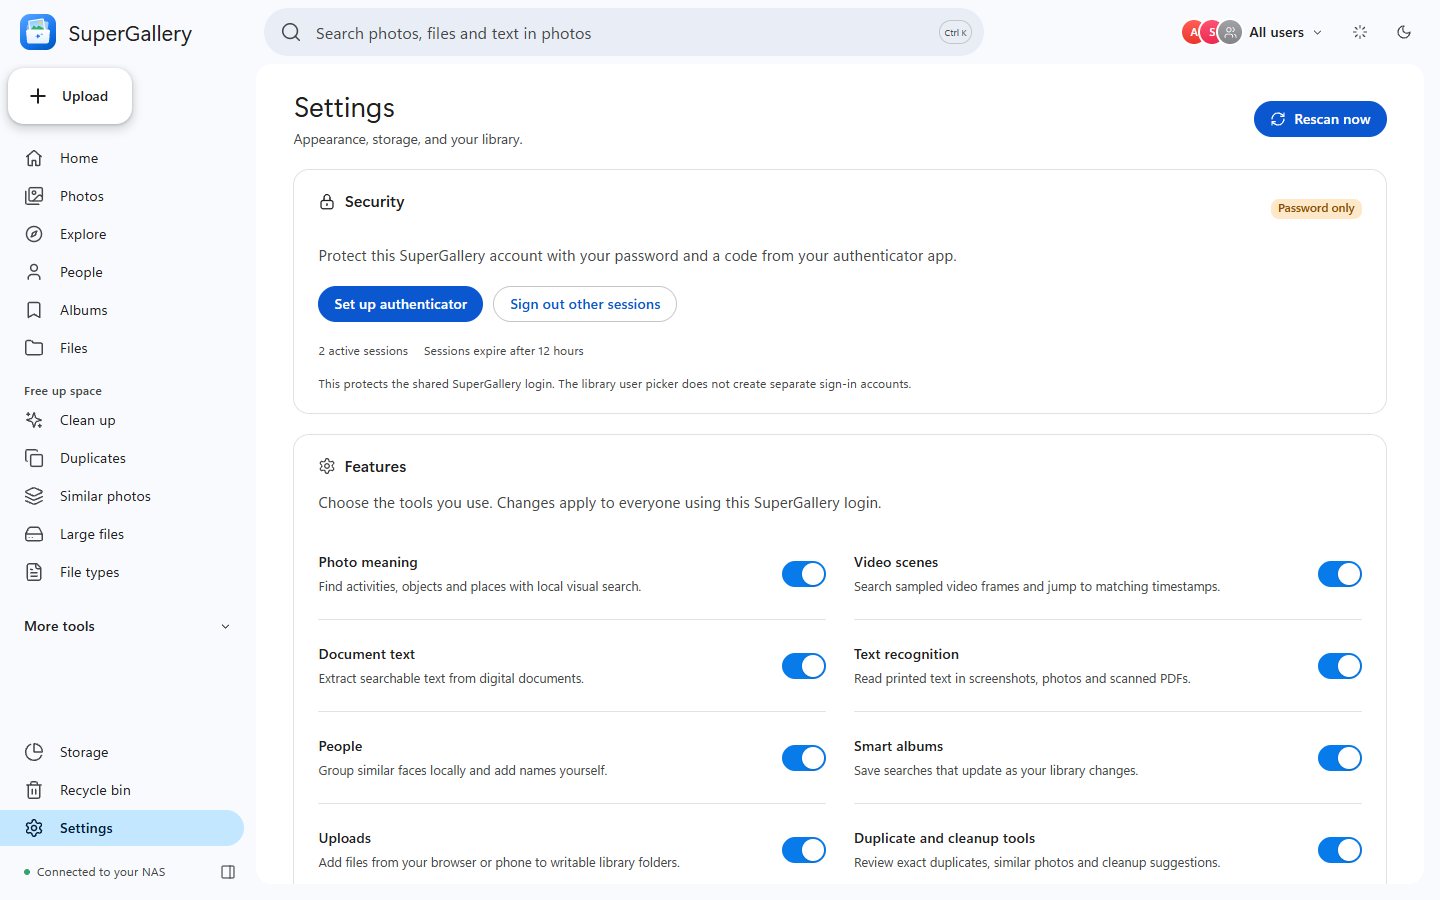 SuperGallery
Search photos, files and text in photos
Ctrl K
A
S
All users
Upload
Home
Photos
Explore
People
Albums
Files
Free up space
Clean up
Duplicates
Similar photos
Large files
File types
More tools
Storage
Recycle bin
Settings
Connected to your NAS
Settings
Appearance, storage, and your library.
Rescan now
Security
Password only
Protect this SuperGallery account with your password and a code from your authenticator app.
Set up authenticator
Sign out other sessions
2 active sessions Sessions expire after 12 hours
This protects the shared SuperGallery login. The library user picker does not create separate sign-in accounts.
Features
Choose the tools you use. Changes apply to everyone using this SuperGallery login.
Photo meaning
Find activities, objects and places with local visual search.
Video scenes
Search sampled video frames and jump to matching timestamps.
Document text
Extract searchable text from digital documents.
Text recognition
Read printed text in screenshots, photos and scanned PDFs.
People
Group similar faces locally and add names yourself.
Smart albums
Save searches that update as your library changes.
Uploads
Add files from your browser or phone to writable library folders.
Duplicate and cleanup tools
Review exact duplicates, similar photos and cleanup suggestions.